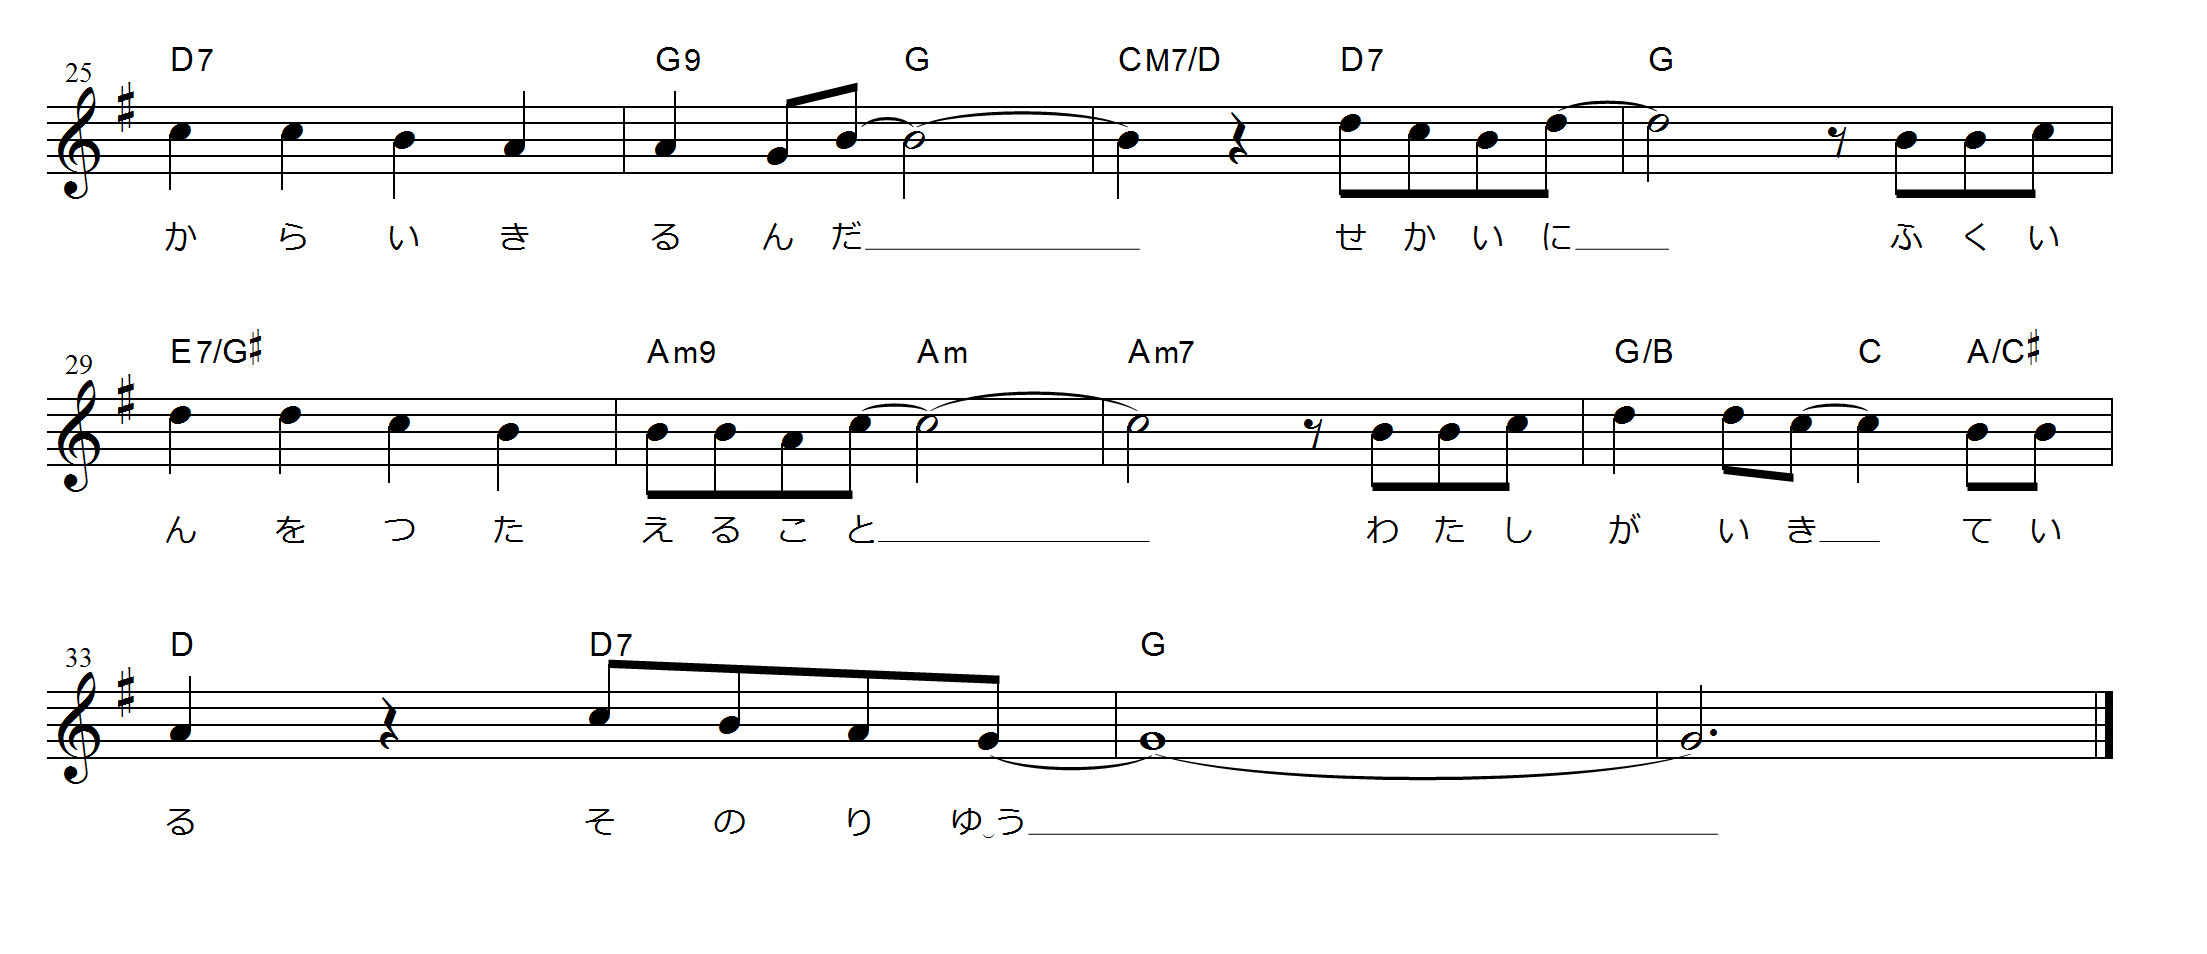 D7 G9 G CM7/D D7 G
25
からいきるんだ せかいに ふくい
E7/G♯ Am9 Am Am7 G/B C A/C♯
29
んをつたえること わたしがいきてい
D D7 G
33
る そのりゆう